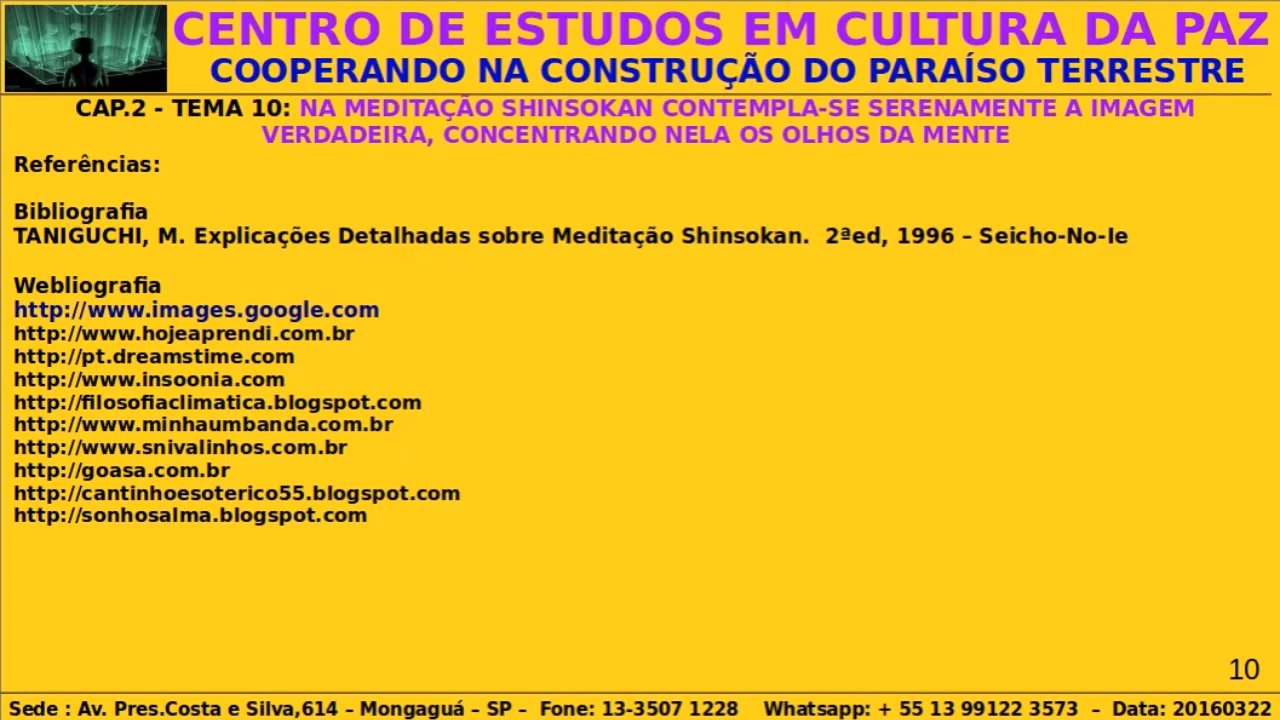 CENTRO DE ESTUDOS EM CULTURA DA PAZ
COOPERANDO NA CONSTRUÇÃO DO PARAÍSO TERRESTRE
CAP.2 - TEMA 10: NA MEDITAÇÃO SHINSOKAN CONTEMPLA-SE SERENAMENTE A IMAGEM
VERDADEIRA, CONCENTRANDO NELA OS OLHOS DA MENTE
Referências:
Bibliografia
TANIGUCHI, M. Explicações Detalhadas sobre Meditação Shinsokan.  2ªed, 1996 – Seicho-No-Ie
Webliografia
http://www.images.google.com
http://www.hojeaprendi.com.br
http://pt.dreamstime.com
http://www.insoonia.com
http://filosofiaclimatica.blogspot.com
http://www.minhaumbanda.com.br
http://www.snivalinhos.com.br
http://goasa.com.br
http://cantinhoesoterico55.blogspot.com
http://sonhosalma.blogspot.com
10
Sede : Av. Pres.Costa e Silva,614 – Mongaguá – SP –  Fone: 13-3507 1228    Whatsapp: + 55 13 99122 3573  –  Data: 20160322